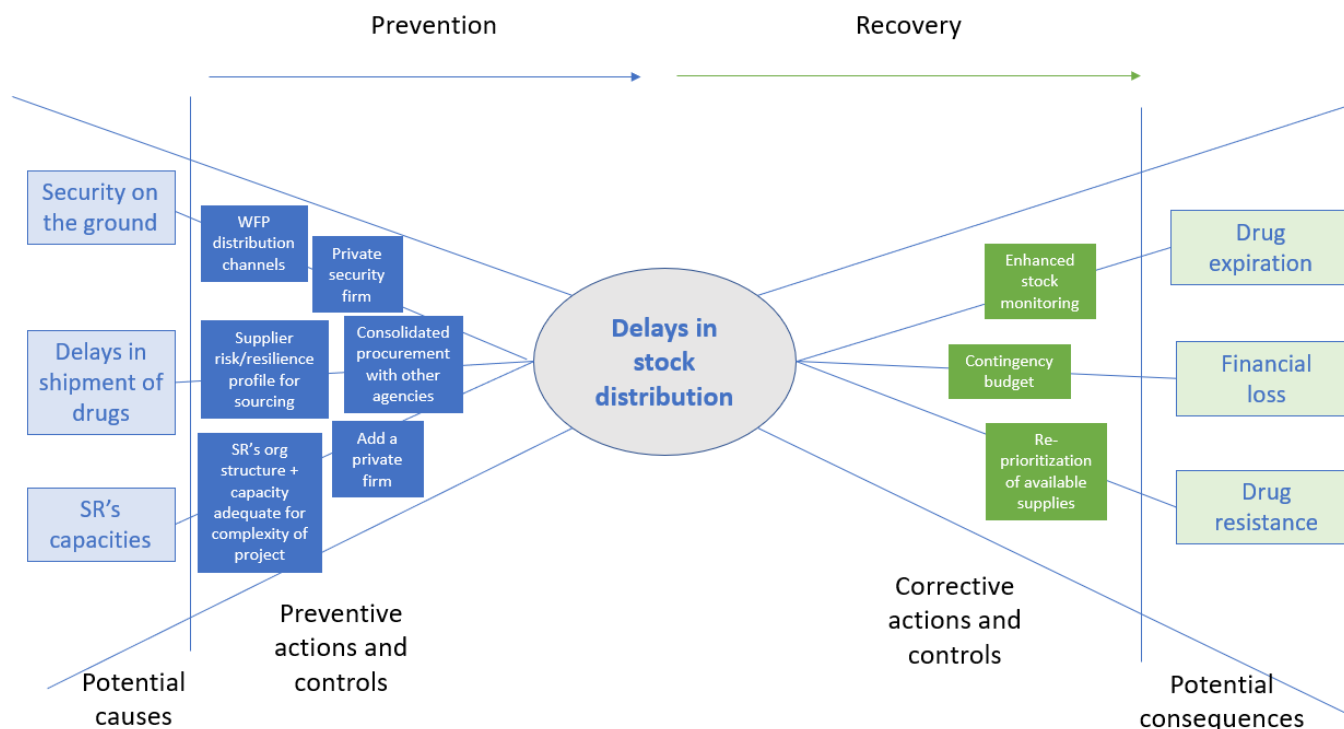 Prevention
Recovery
Security on
the ground
WFP
distribution
channels
Private
security
firm
Delays in
shipment of
drugs
Supplier
risk/resilience
profile for
sourcing
Consolidated
procurement
with other
agencies
SR's
capacities
SR's org
structure +
capacity
adequate for
complexity of
project
Add a
private
firm
Delays in
stock
distribution
Enhanced
stock
monitoring
Drug
expiration
Contingency
budget
Financial
loss
Re-
prioritization
of available
supplies
Drug
resistance
Potential
causes
Preventive
actions and
controls
Corrective
actions and
controls
Potential
consequences